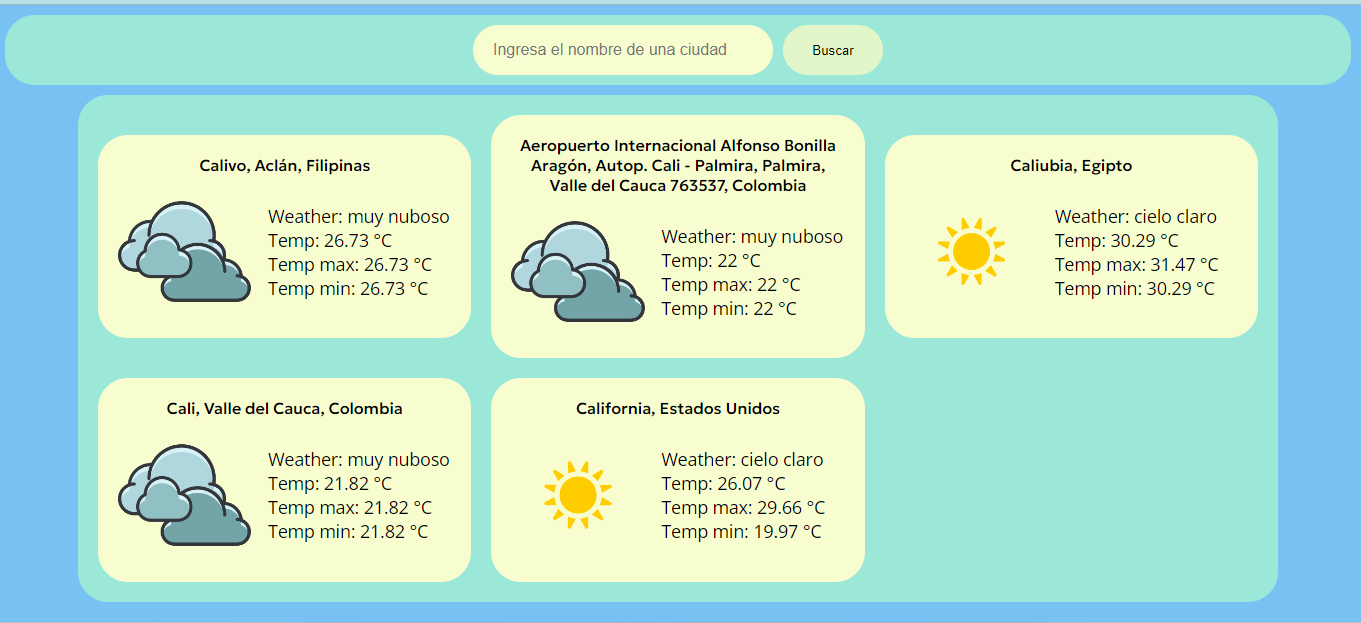 Ingresa el nombre de una ciudad
Buscar
Calivo, Aclán, Filipinas
Weather: muy nuboso
Temp: 26.73 °C
Temp max: 26.73 °C
Temp min: 26.73 °C
Aeropuerto Internacional Alfonso Bonilla
Aragón, Autop. Cali - Palmira, Palmira,
Valle del Cauca 763537, Colombia
Weather: muy nuboso
Temp: 22 °C
Temp max: 22 °C
Temp min: 22 °C
Caliubia, Egipto
Weather: cielo claro
Temp: 30.29 °C
Temp max: 31.47 °C
Temp min: 30.29 °C
Cali, Valle del Cauca, Colombia
Weather: muy nuboso
Temp: 21.82 °C
Temp max: 21.82 °C
Temp min: 21.82 °C
California, Estados Unidos
Weather: cielo claro
Temp: 26.07 °C
Temp max: 29.66 °C
Temp min: 19.97 °C